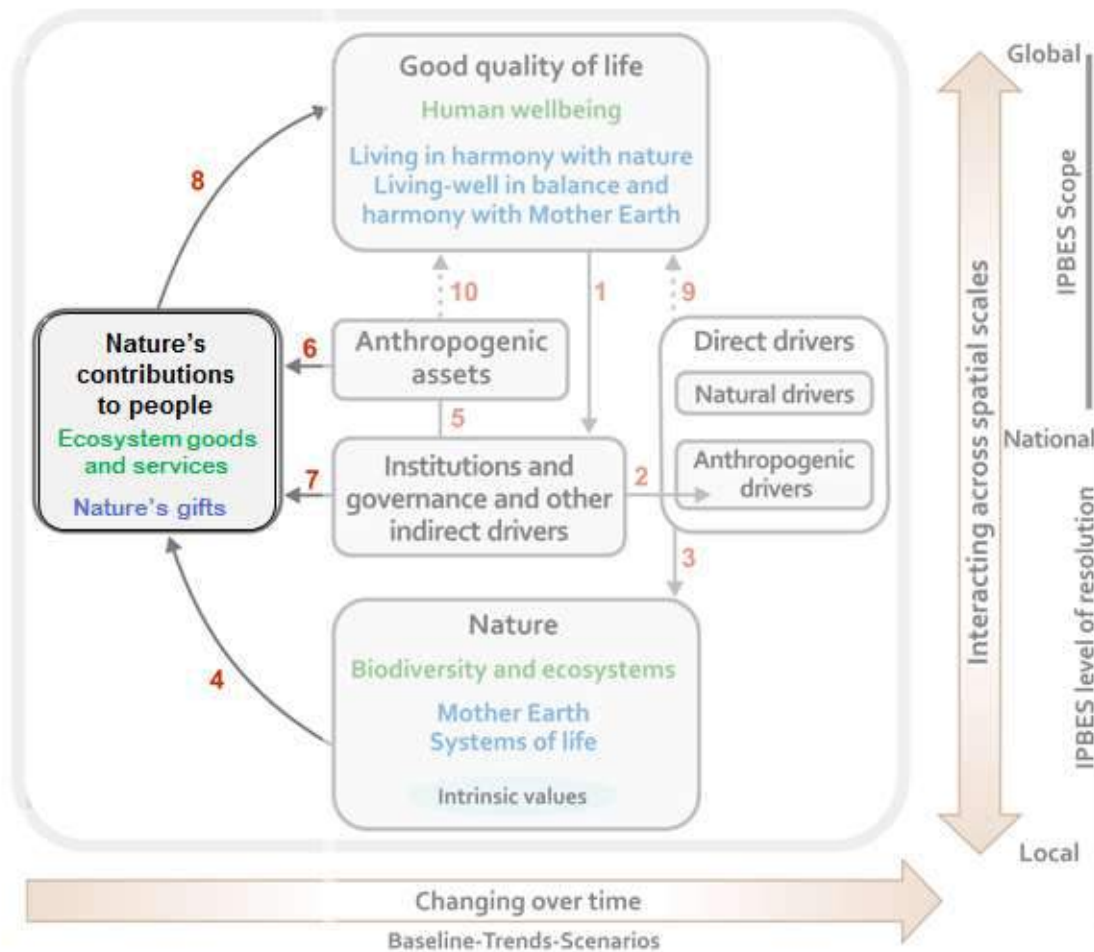 Good quality of life
Human wellbeing
Living in harmony with nature
Living-well in balance and
harmony with Mother Earth
8
10
1
9
Nature's
contributions
to people
Ecosystem goods
and services
Nature's gifts
6
Anthropogenic
assets
5
7
Institutions and
governance and other
indirect drivers
2
Direct drivers
Natural drivers
Anthropogenic
drivers
3
4
Nature
Biodiversity and ecosystems
Mother Earth
Systems of life
Intrinsic values
Interacting across spatial scales
Global
IPBES Scope
National
IPBES level of resolution
Local
Changing over time
Baseline-Trends-Scenarios